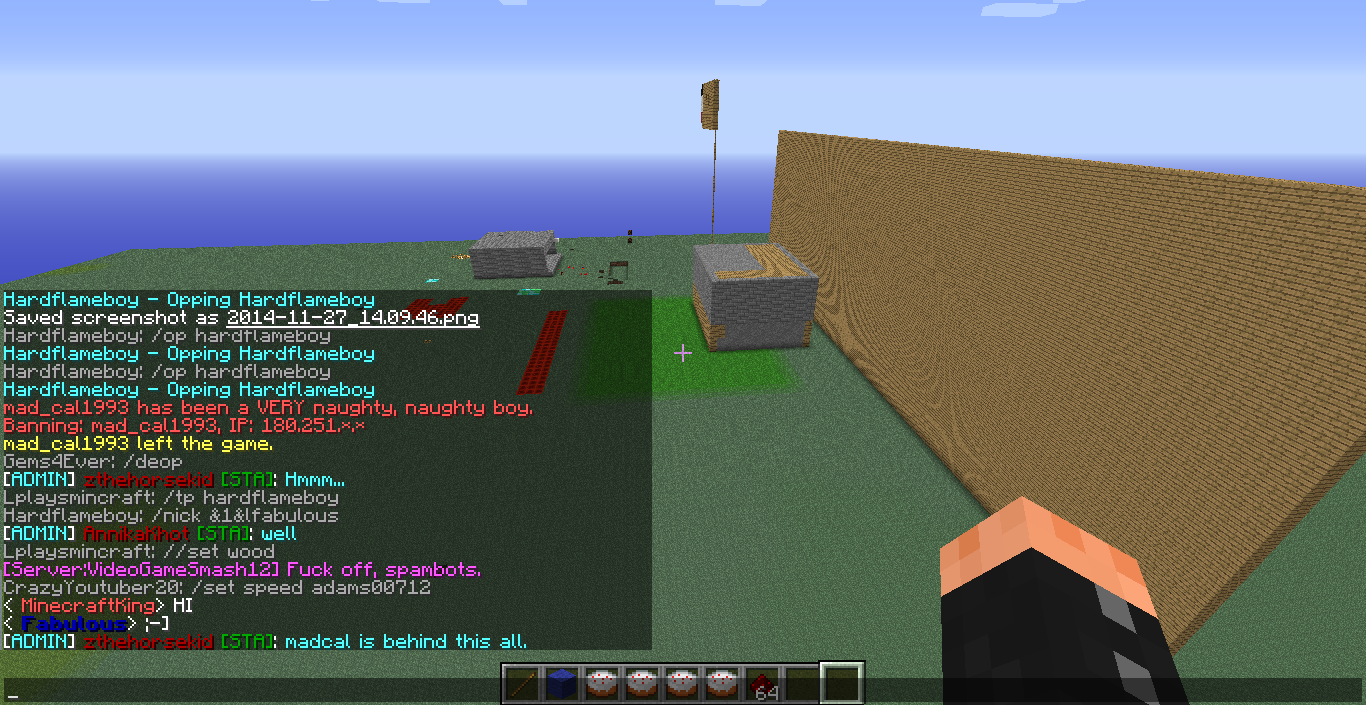 Hardflameboy - Opping Hardflameboy
Saved screenshot as 2014-11-27_14.09.46.png
Hardflameboy: /op hardflameboy
Hardflameboy - Opping Hardflameboy
Hardflameboy: /op hardflameboy
Hardflameboy - Opping Hardflameboy
mad_cal1993 has been a VERY naughty, naughty boy.
Banning: mad_cal1993, IP: 180.251.*.*
mad_cal1993 left the game.
Gems4Ever: /deop
[ADMIN] zthehorsekid [STA]: Hmmm...
Lplaysmincraft: /tp hardflameboy
Hardflameboy: /nick &1&lfabulous
[ADMIN] AnnikaKhot [STA]: well
Lplaysmincraft: //set wood
[Server:VideoGameSmash12] Fuck off, spambots.
CrazyYoutuber20: /set speed adams00712
< MinecraftKing> HI
< Fabulous> ;-]
[ADMIN] zthehorsekid [STA]: madcal is behind this all.
64
_